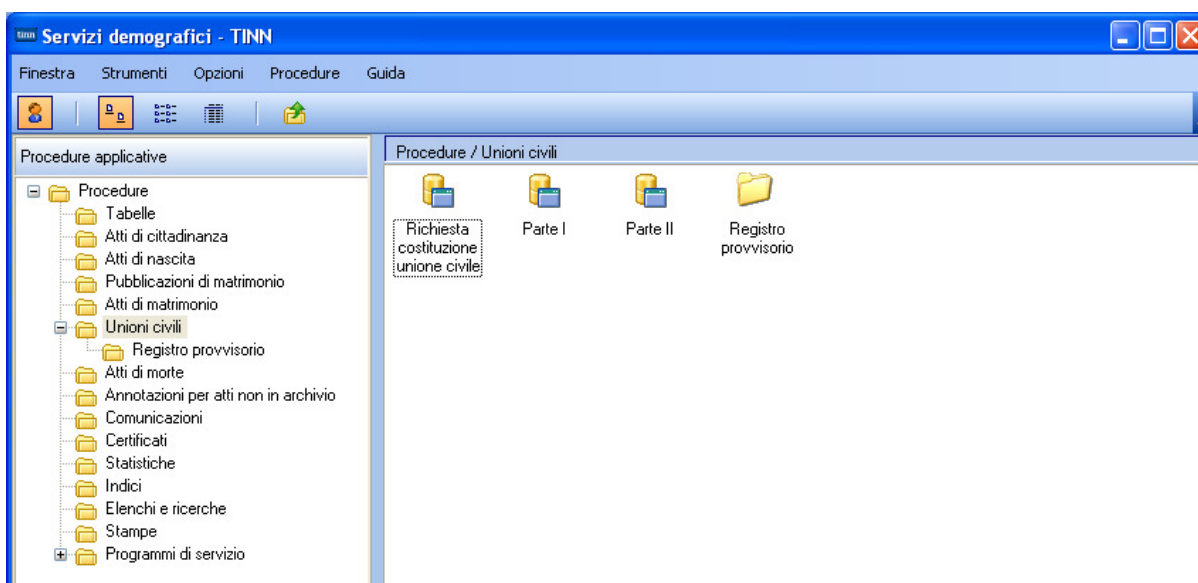 tinn Servizi demografici - TINN
Finestra Strumenti Opzioni Procedure Guida
Procedure applicative
Procedure / Unioni civili
Procedure
Tabelle
Atti di cittadinanza
Atti di nascita
Pubblicazioni di matrimonio
Atti di matrimonio
Unioni civili
Registro provvisorio
Atti di morte
Annotazioni per atti non in archivio
Comunicazioni
Certificati
Statistiche
Indici
Elenchi e ricerche
Stampe
Programmi di servizio
Richiesta
costituzione
unione civile
Parte I
Parte II
Registro
provvisorio